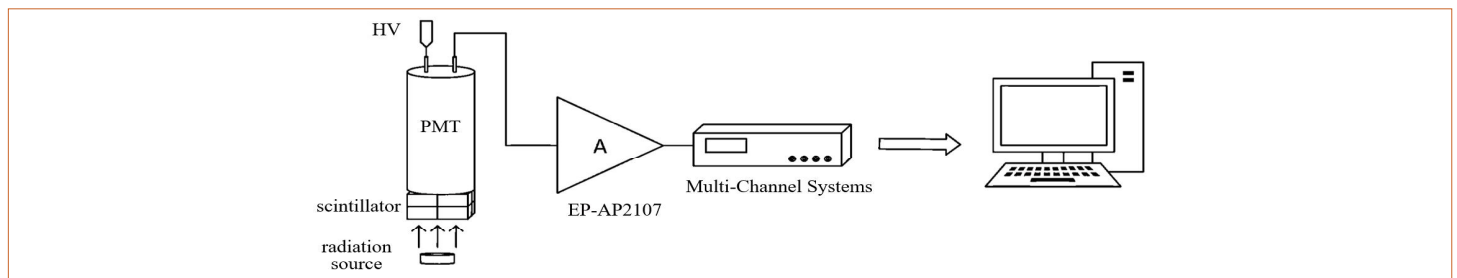 HV
PMT
A
Multi-Channel Systems
scintillator
EP-AP2107
radiation
source